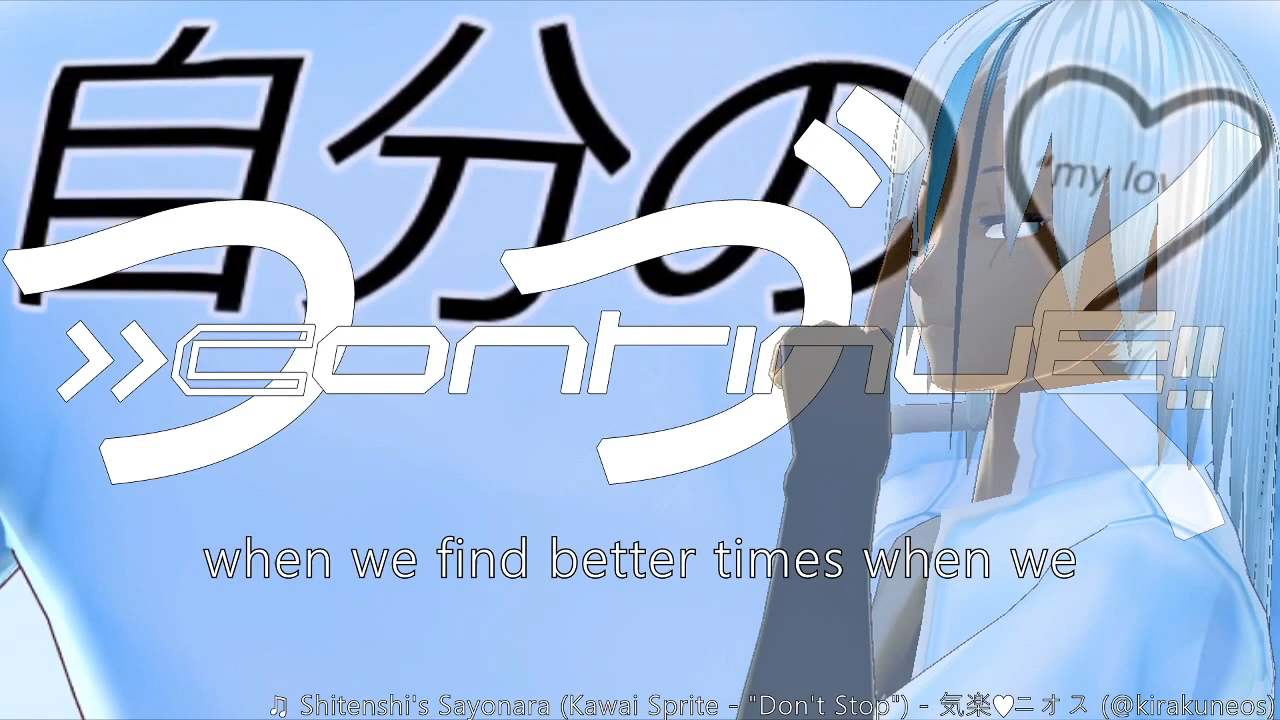 自分の
"my lov
つづく
»continue!!
when we find better times when we
♫ Shitenshi's Sayonara (Kawai Sprite - "Don't Stop") - 気楽♥ニオス (@kirakuneos)